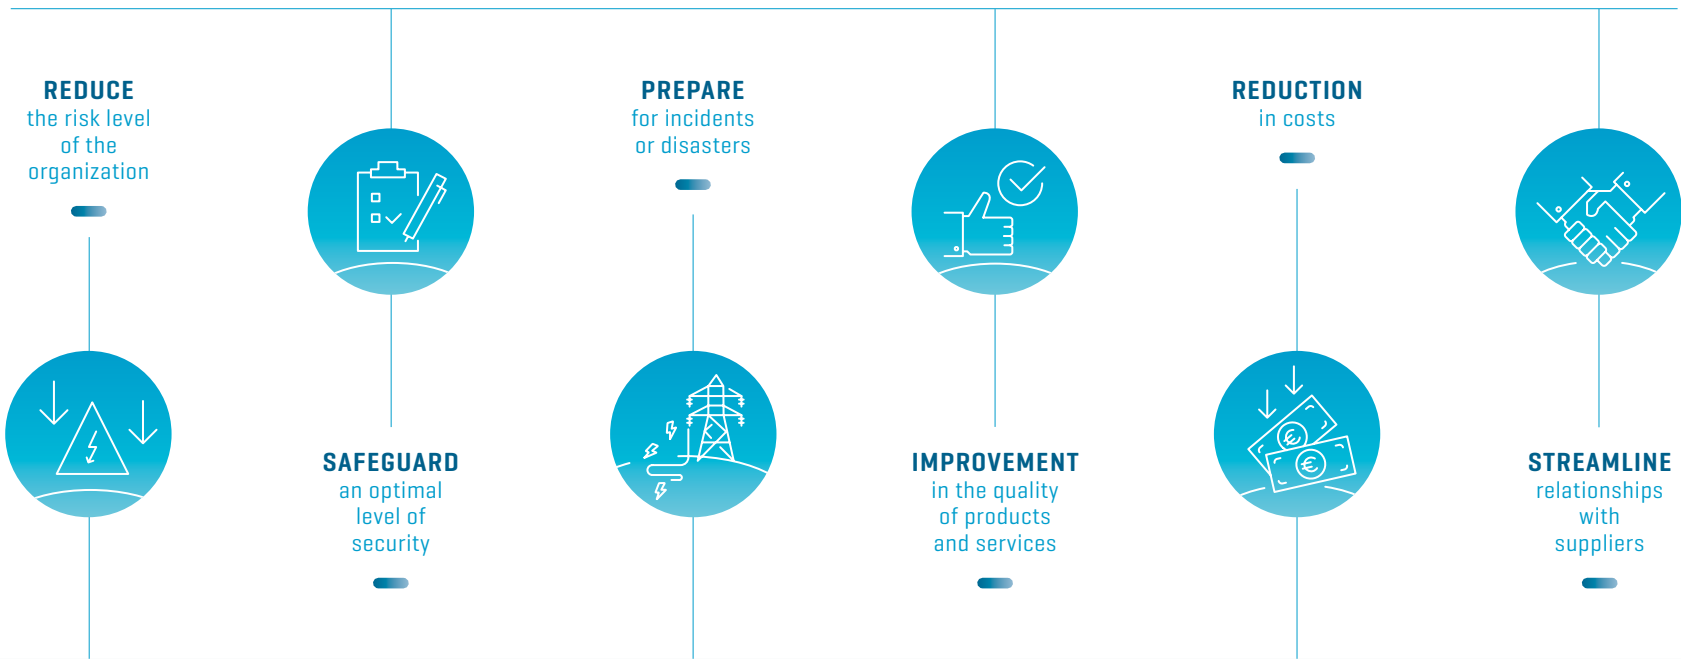 REDUCE
the risk level
of the
organization
SAFEGUARD
an optimal
level of
security
PREPARE
for incidents
or disasters
IMPROVEMENT
in the quality
of products
and services
REDUCTION
in costs
€
€
STREAMLINE
relationships
with
suppliers